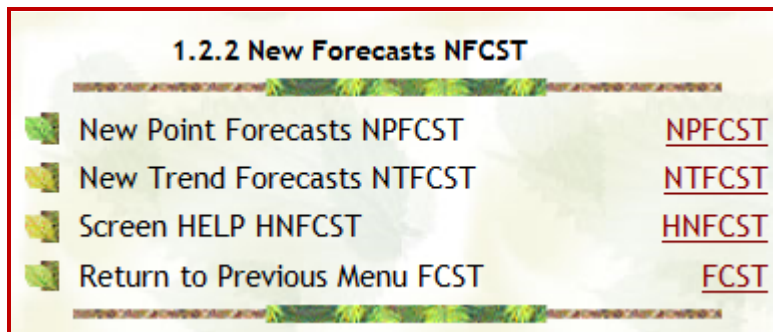 1.2.2 New Forecasts NFCST
New Point Forecasts NPFCST NPFCST
New Trend Forecasts NTFCST NTFCST
Screen HELP HNFCST HNFCST
Return to Previous Menu FCST FCST